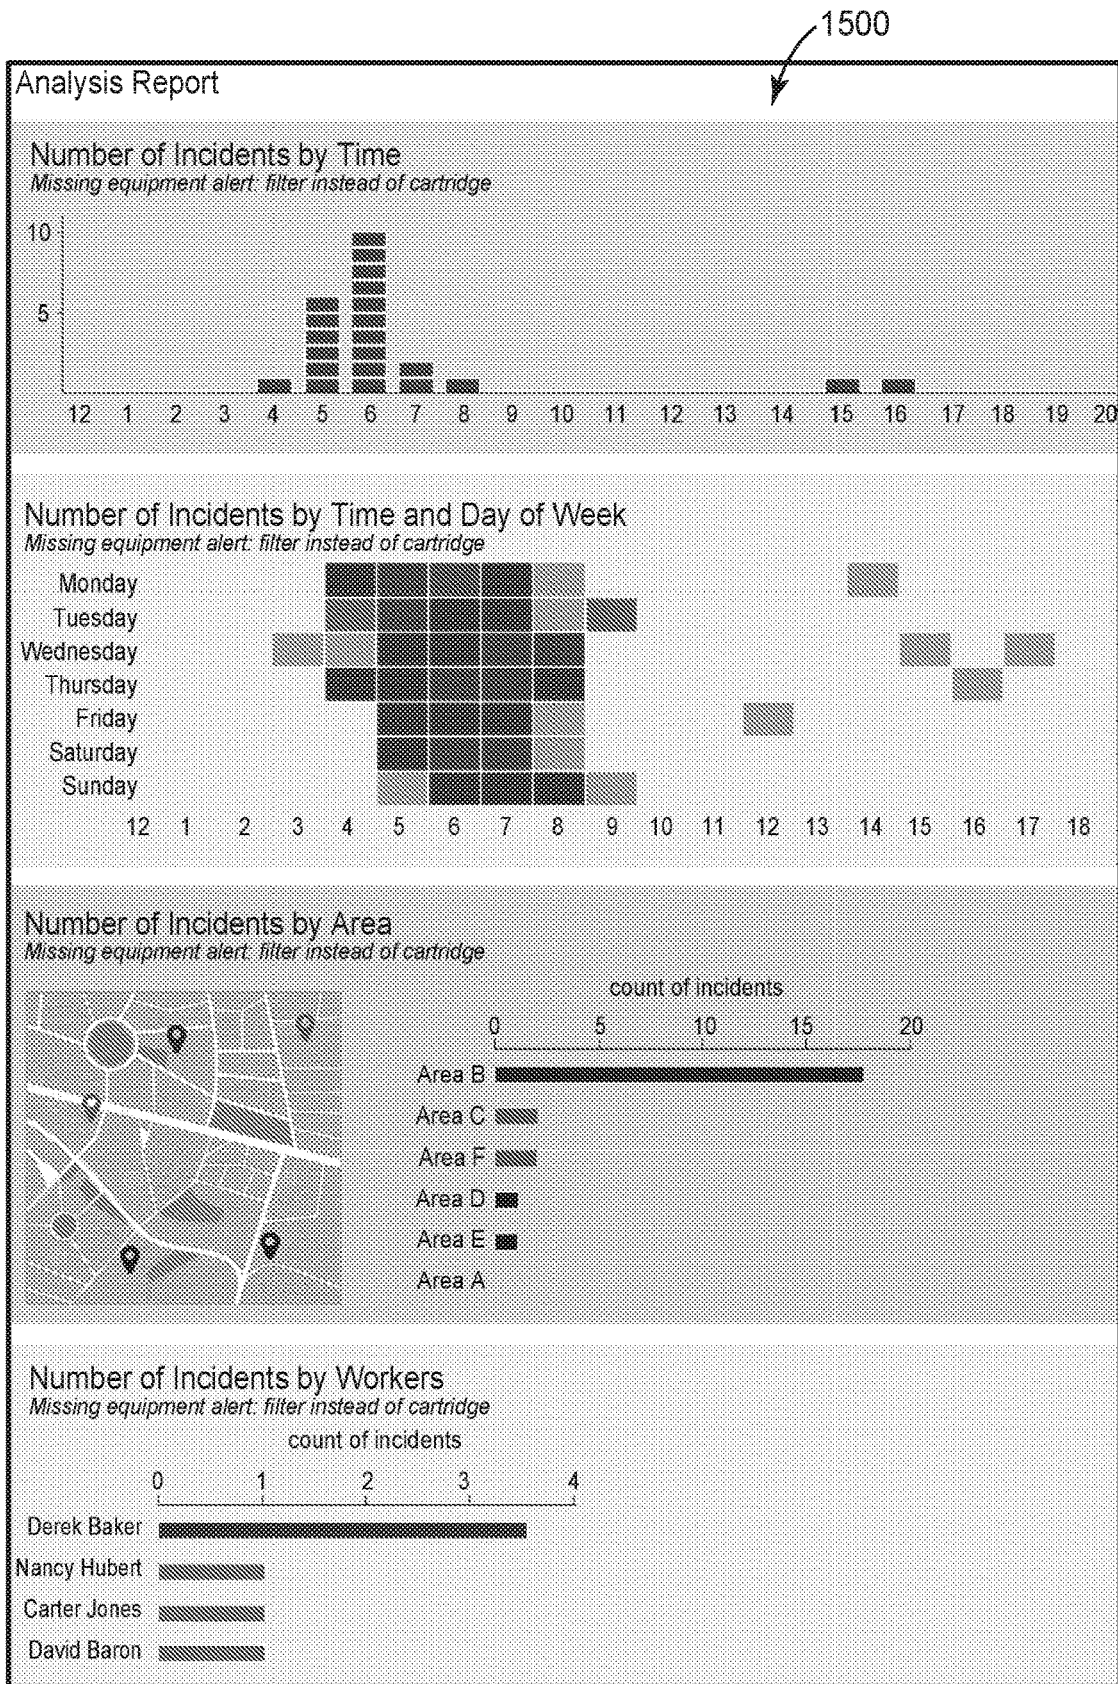 1500
Analysis Report
Number of Incidents by Time
Missing equipment alert: filter instead of cartridge
10
5
12 1 2 3 4 5 6 7 8 9 10 11 12 13 14 15 16 17 18 19 20
Number of Incidents by Time and Day of Week
Missing equipment alert: filter instead of cartridge
Monday
Tuesday
Wednesday
Thursday
Friday
Saturday
Sunday
12 1 2 3 4 5 6 7 8 9 10 11 12 13 14 15 16 17 18
Number of Incidents by Area
Missing equipment alert: filter instead of cartridge
count of incidents
0 5 10 15 20
Area B
Area C
Area F
Area D
Area E
Area A
Number of Incidents by Workers
Missing equipment alert: filter instead of cartridge
count of incidents
0 1 2 3 4
Derek Baker
Nancy Hubert
Carter Jones
David Baron